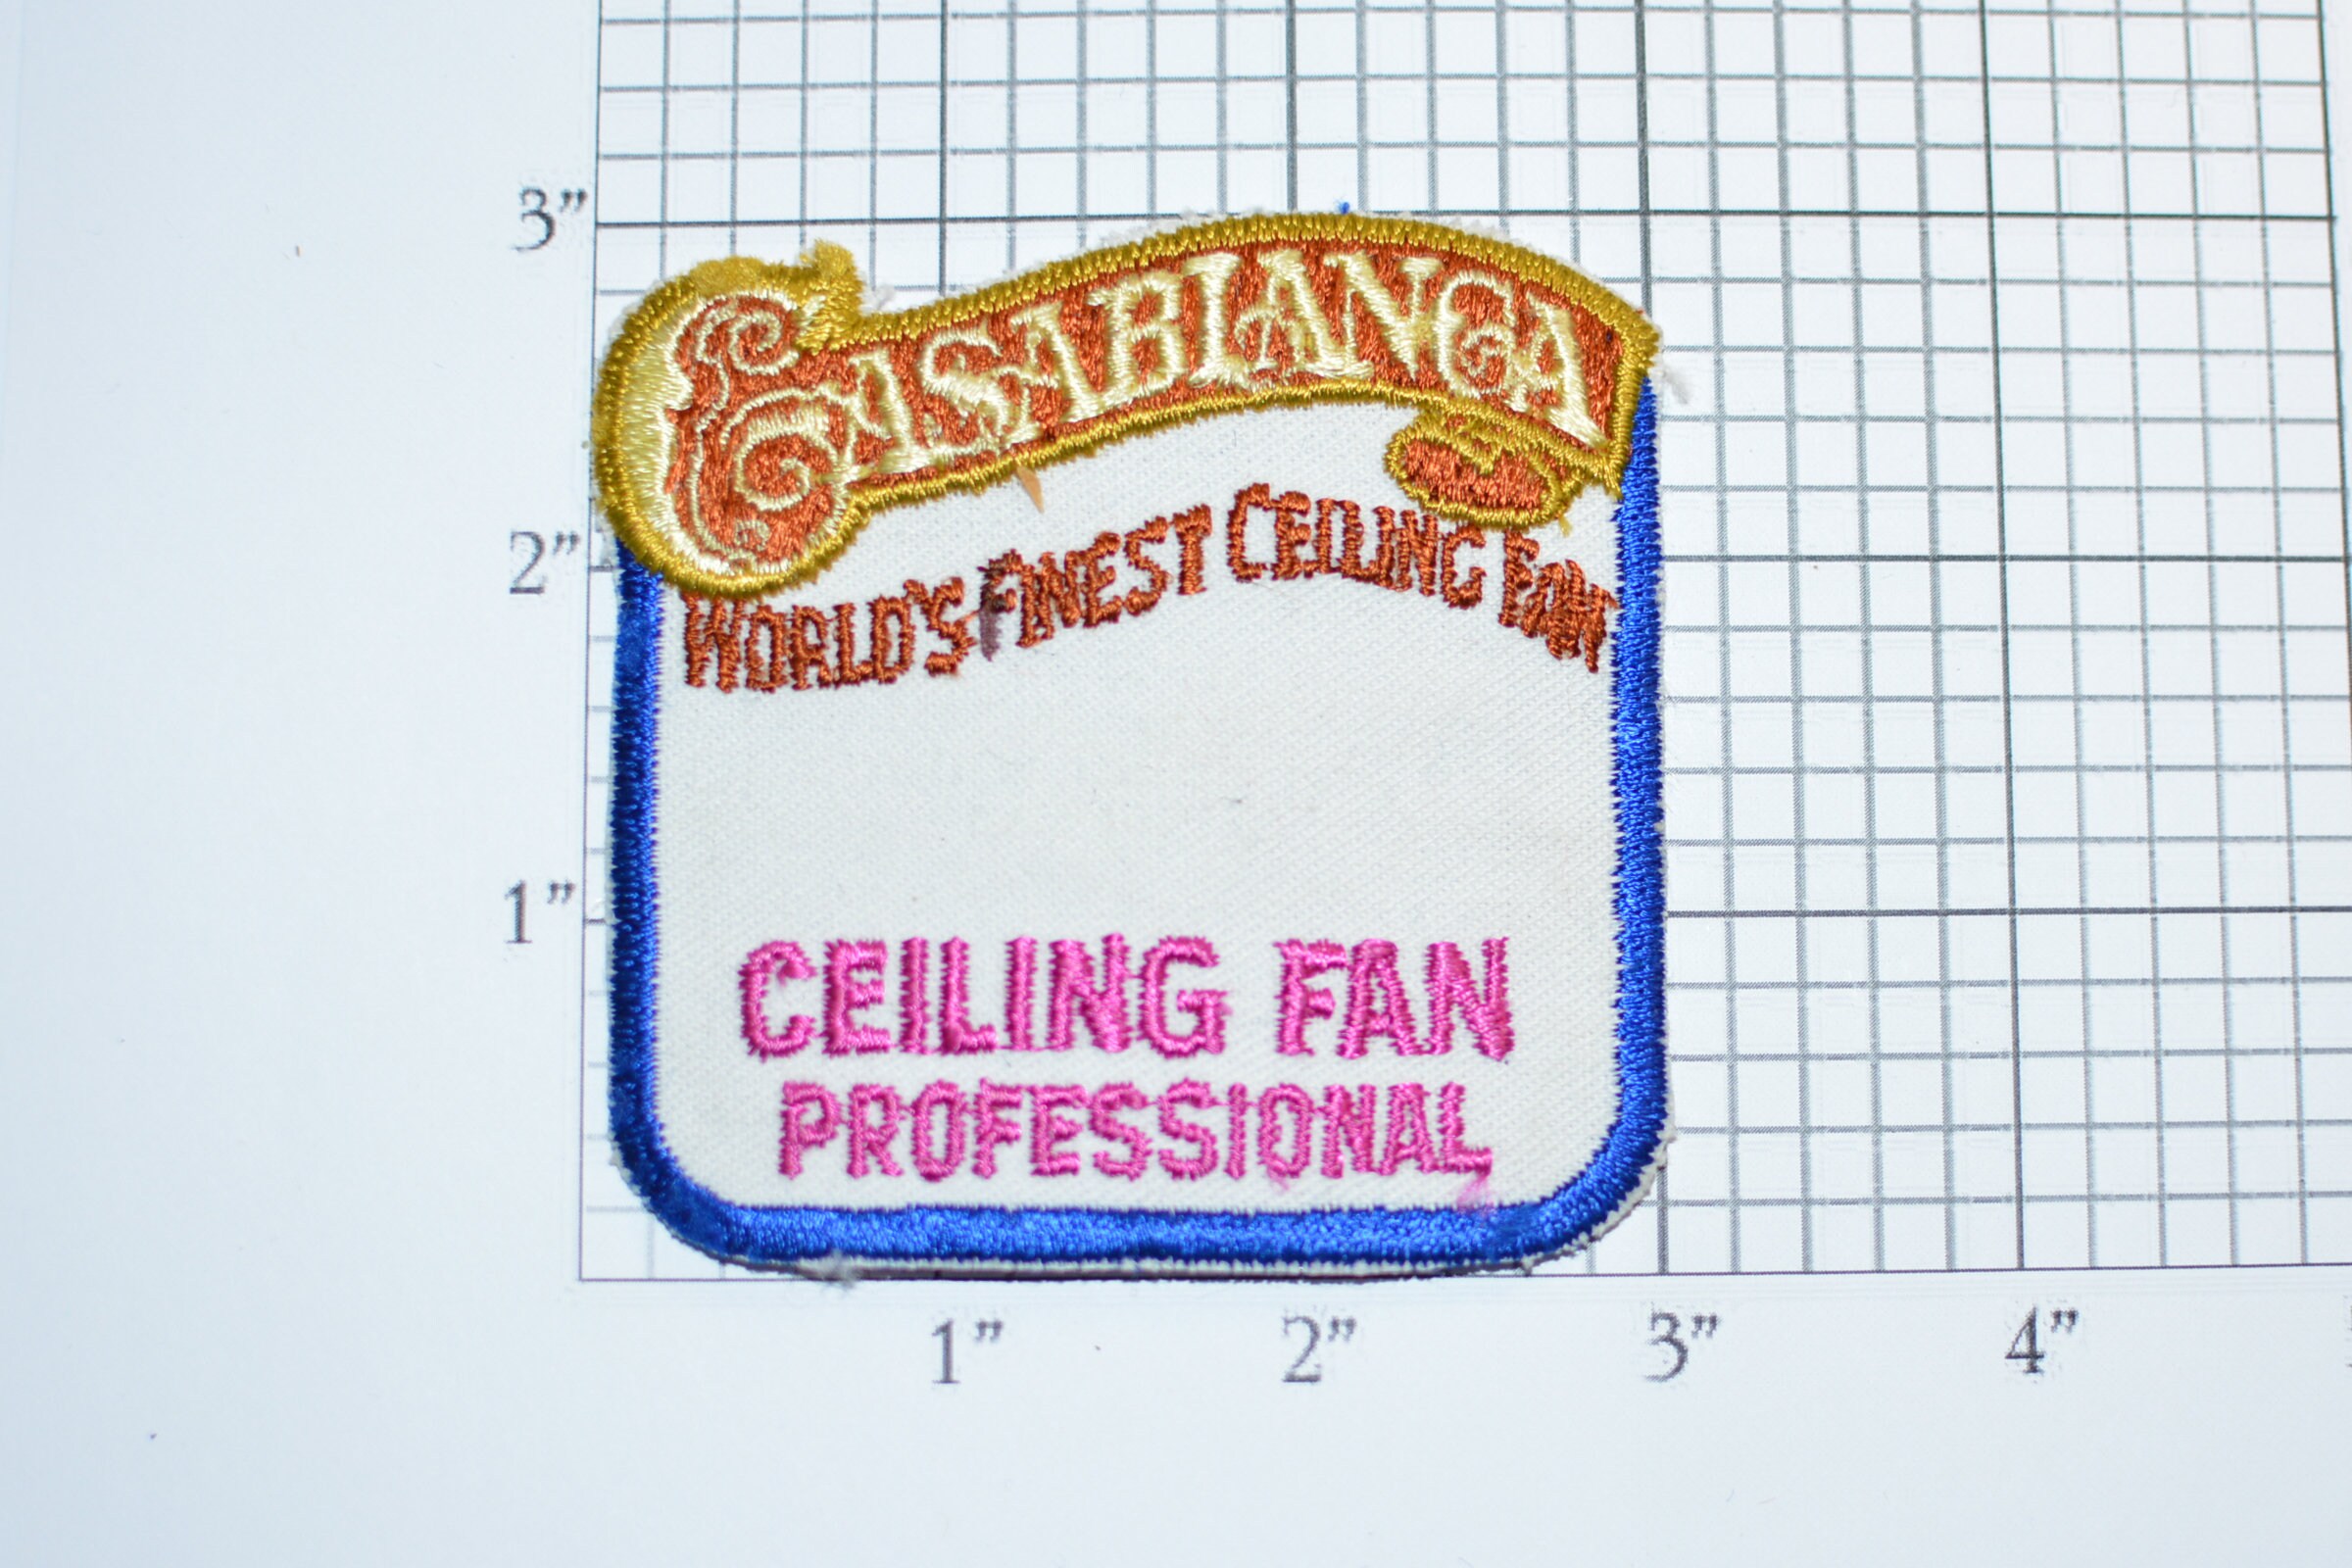 3"
CASABLANCA
WORLD'S FINEST CEILING FAN
2"
1"
CEILING FAN
PROFESSIONAL
1" 2" 3" 4"